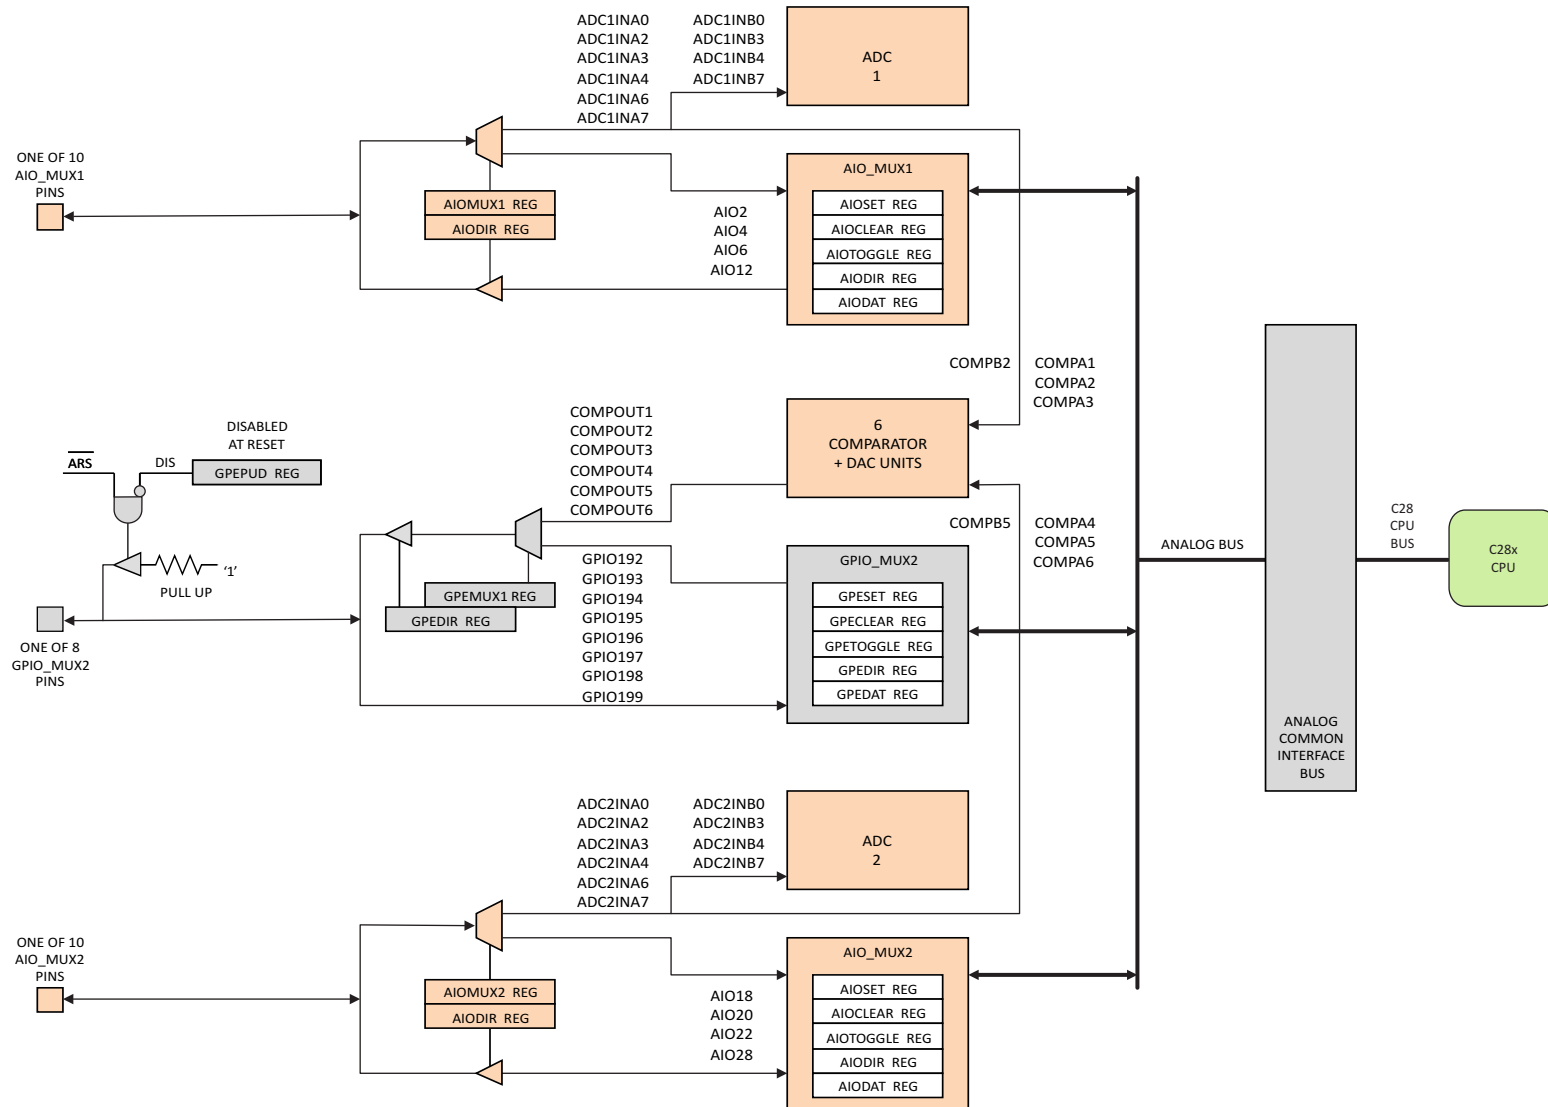 ADC1INA0
ADC1INA2
ADC1INA3
ADC1INA4
ADC1INA6
ADC1INA7
ADC1INB0
ADC1INB3
ADC1INB4
ADC1INB7
ADC
1
ONE OF 10
AIO_MUX1
PINS
AIOMUX1 REG
AIODIR REG
AIO2
AIO4
AIO6
AIO12
AIO_MUX1
AIOSET REG
AIOCLEAR REG
AIOTOGGLE REG
AIODIR REG
AIODAT REG
COMPB2
COMPA1
COMPA2
COMPA3
6
COMPARATOR
+ DAC UNITS
COMPOUT1
COMPOUT2
COMPOUT3
COMPOUT4
COMPOUT5
COMPOUT6
DISABLED
AT RESET
ARS
DIS
GPEPUD REG
'1'
PULL UP
ONE OF 8
GPIO_MUX2
PINS
GPEMUX1 REG
GPEDIR REG
GPIO192
GPIO193
GPIO194
GPIO195
GPIO196
GPIO197
GPIO198
GPIO199
GPIO_MUX2
GPESET REG
GPECLEAR REG
GPETOGGLE REG
GPEDIR REG
GPEDAT REG
COMPB5
COMPA4
COMPA5
COMPA6
ANALOG BUS
ANALOG
COMMON
INTERFACE
BUS
C28
CPU
BUS
C28x
CPU
ADC2INA0
ADC2INA2
ADC2INA3
ADC2INA4
ADC2INA6
ADC2INA7
ADC2INB0
ADC2INB3
ADC2INB4
ADC2INB7
ADC
2
ONE OF 10
AIO_MUX2
PINS
AIOMUX2 REG
AIODIR REG
AIO18
AIO20
AIO22
AIO28
AIO_MUX2
AIOSET REG
AIOCLEAR REG
AIOTOGGLE REG
AIODIR REG
AIODAT REG